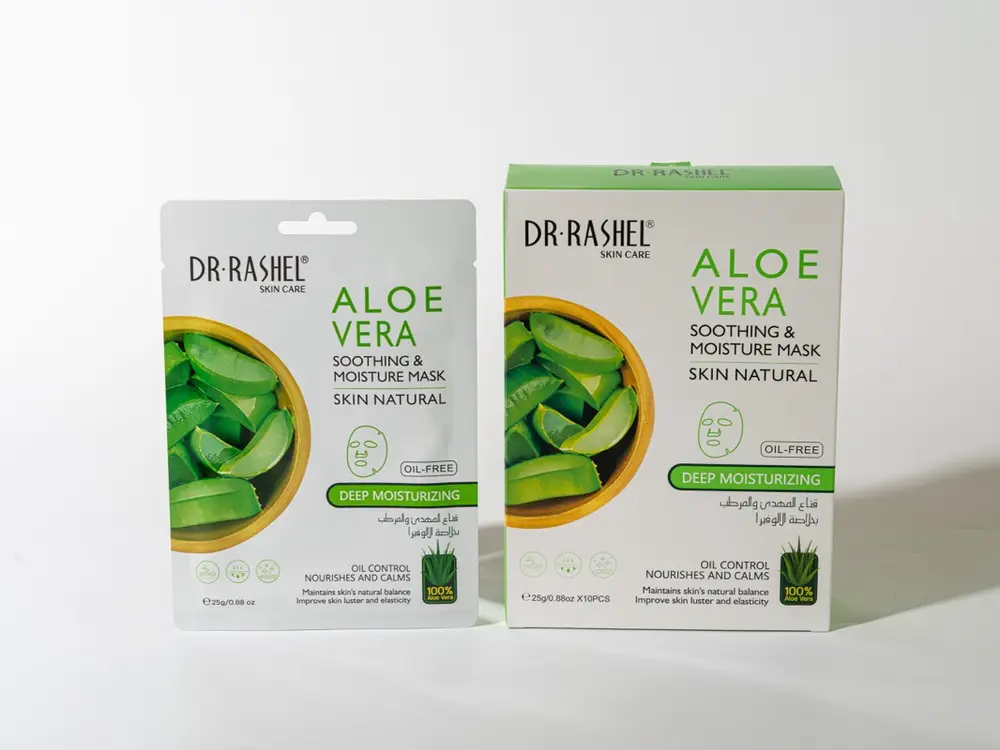 DR·RASHEL®
SKIN CARE
ALOE
VERA
SOOTHING &
MOISTURE MASK
SKIN NATURAL
OIL-FREE
DEEP MOISTURIZING
قناع المهدئ والمرطب
بخلاصة الالوفيرا
OIL CONTROL
NOURISHES AND CALMS
Maintains skin's natural balance
Improve skin luster and elasticity
100%
Aloe Vera
℮25g/0.88 oz
DR·RASHEL
SKIN CARE
DR·RASHEL®
SKIN CARE
ALOE
VERA
SOOTHING &
MOISTURE MASK
SKIN NATURAL
OIL-FREE
DEEP MOISTURIZING
قناع المهدئ والمرطب
بخلاصة الالوفيرا
OIL CONTROL
NOURISHES AND CALMS
Maintains skin's natural balance
Improve skin luster and elasticity
100%
Aloe Vera
℮25g/0.88oz X10PCS